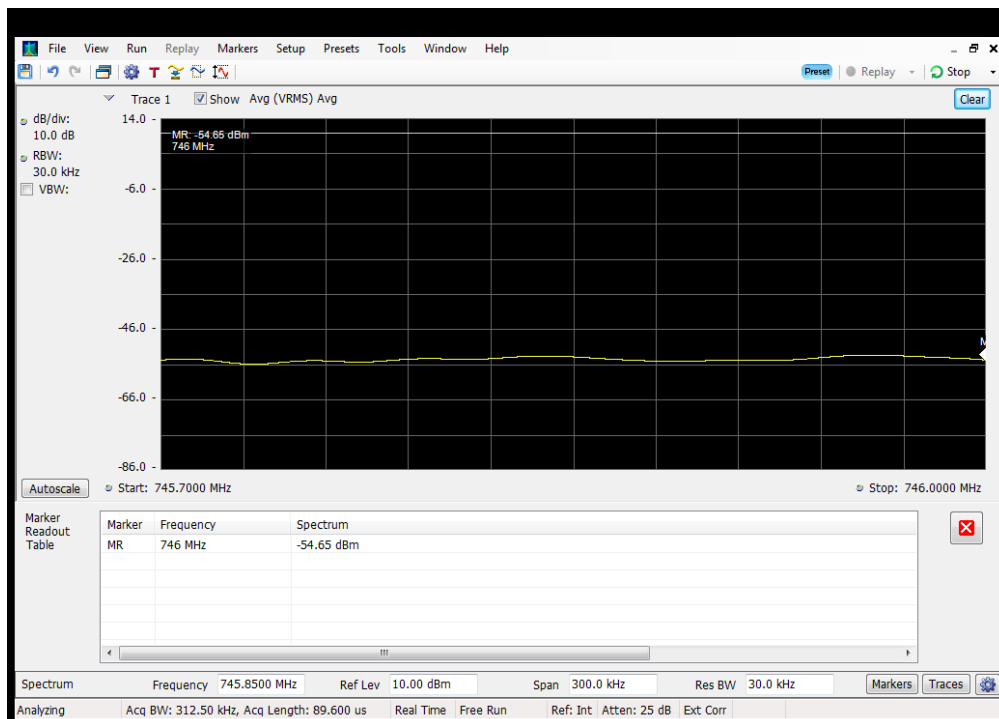 File View Run Replay Markers Setup Presets Tools Window Help
T Preset Replay Stop
Trace 1 Show Avg (VRMS) Avg Clear
dB/div:
10.0 dB
RBW:
30.0 kHz
VBW:
14.0
-6.0
-26.0
-46.0
-66.0
-86.0
MR: -54.65 dBm
746 MHz
Autoscale Start: 745.7000 MHz Stop: 746.0000 MHz
Marker
Readout
Table
Marker Frequency Spectrum
MR 746 MHz -54.65 dBm
Spectrum Frequency 745.8500 MHz Ref Lev 10.00 dBm Span 300.0 kHz Res BW 30.0 kHz Markers Traces
Analyzing Acq BW: 312.50 kHz, Acq Length: 89.600 us Real Time Free Run Ref: Int Atten: 25 dB Ext Corr